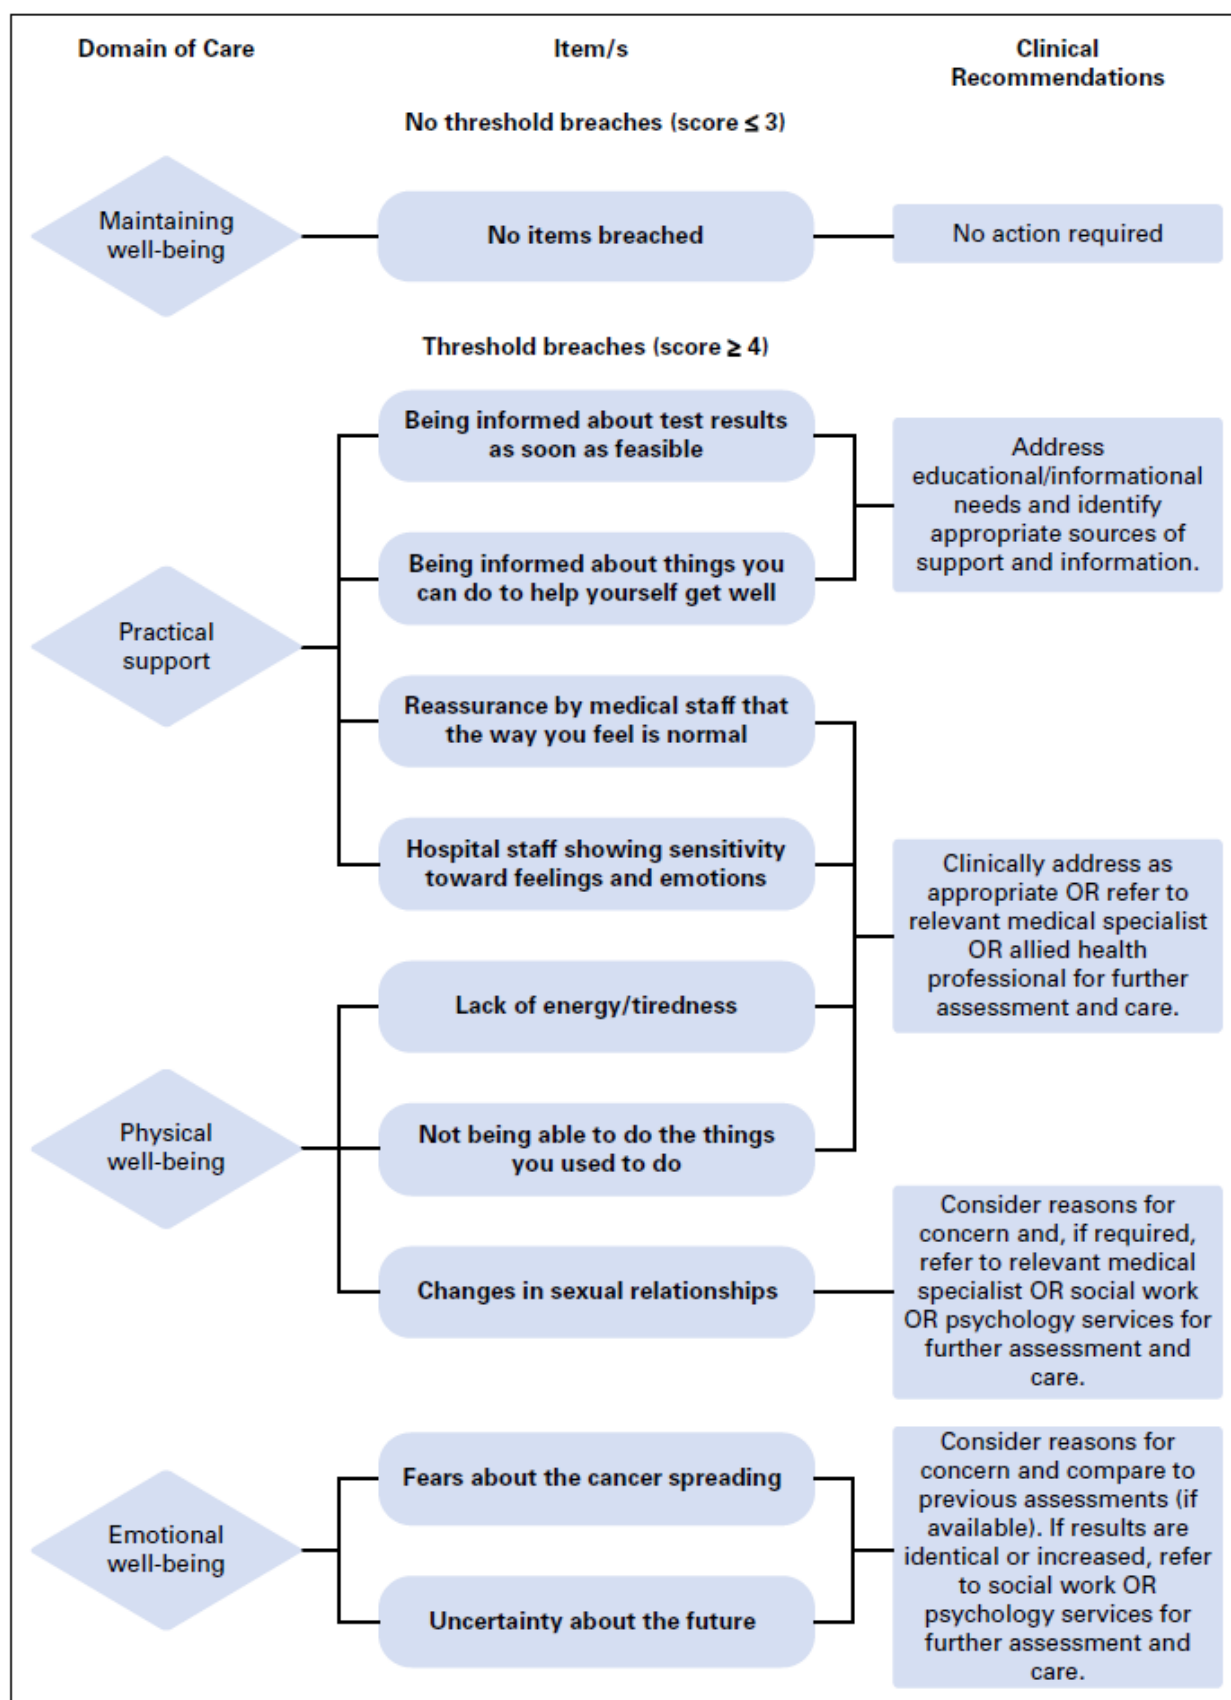 Domain of Care
Item/s
Clinical
Recommendations
No threshold breaches (score ≤ 3)
Maintaining
well-being
No items breached
No action required
Threshold breaches (score ≥ 4)
Practical
support
Being informed about test results
as soon as feasible
Being informed about things you
can do to help yourself get well
Address
educational/informational
needs and identify
appropriate sources of
support and information.
Reassurance by medical staff that
the way you feel is normal
Hospital staff showing sensitivity
toward feelings and emotions
Physical
well-being
Lack of energy/tiredness
Not being able to do the things
you used to do
Clinically address as
appropriate OR refer to
relevant medical specialist
OR allied health
professional for further
assessment and care.
Changes in sexual relationships
Consider reasons for
concern and, if required,
refer to relevant medical
specialist OR social work
OR psychology services for
further assessment and
care.
Emotional
well-being
Fears about the cancer spreading
Uncertainty about the future
Consider reasons for
concern and compare to
previous assessments (if
available). If results are
identical or increased, refer
to social work OR
psychology services for
further assessment and
care.